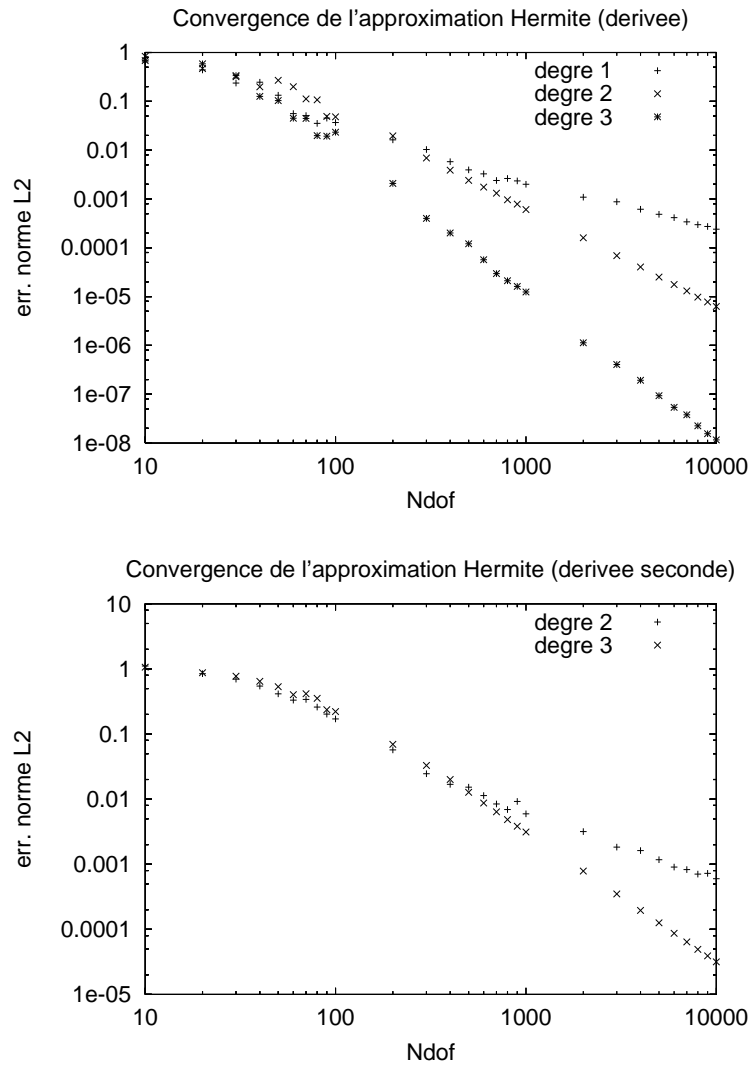 Convergence de l'approximation Hermite (derivee)
1
0.1
0.01
0.001
0.0001
1e-05
1e-06
1e-07
1e-08
err. norme L2
degre 1
degre 2
degre 3
10 100 1000 10000
Ndof
Convergence de l'approximation Hermite (derivee seconde)
10
1
0.1
0.01
0.001
0.0001
1e-05
err. norme L2
degre 2
degre 3
10 100 1000 10000
Ndof